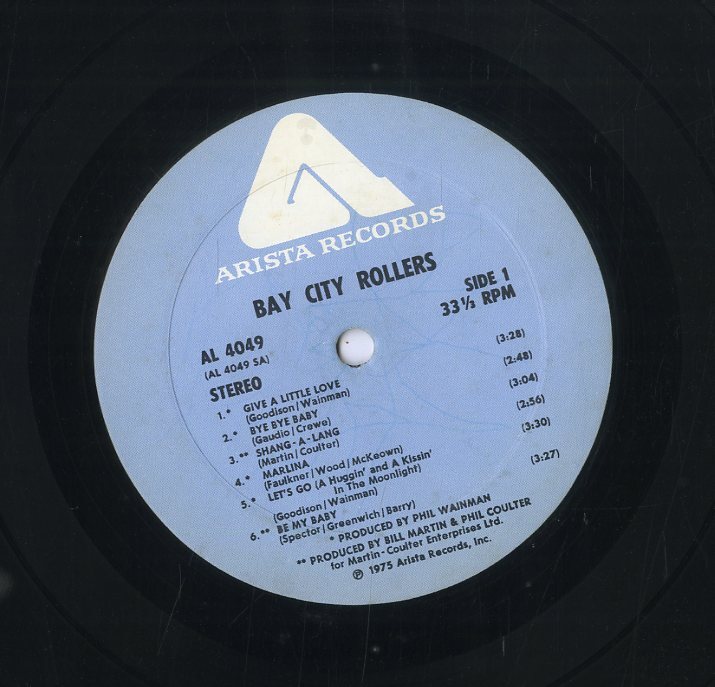 ARISTA RECORDS
BAY CITY ROLLERS
SIDE 1
33⅓ RPM
AL 4049
(AL 4049 SA)
STEREO
1.* GIVE A LITTLE LOVE (3:28)
(Goodison/Wainman)
2.* BYE BYE BABY (2:48)
(Gaudio/Crewe)
3.** SHANG-A-LANG (3:04)
(Martin/Coulter)
4.* MARLINA (2:56)
(Faulkner/Wood/McKeown)
5.* LET'S GO (A Huggin' and A Kissin' (3:30)
In The Moonlight)
(Goodison/Wainman)
6.** BE MY BABY (3:27)
(Spector/Greenwich/Barry)
* PRODUCED BY PHIL WAINMAN
** PRODUCED BY BILL MARTIN & PHIL COULTER
for Martin-Coulter Enterprises Ltd.
℗ 1975 Arista Records, Inc.